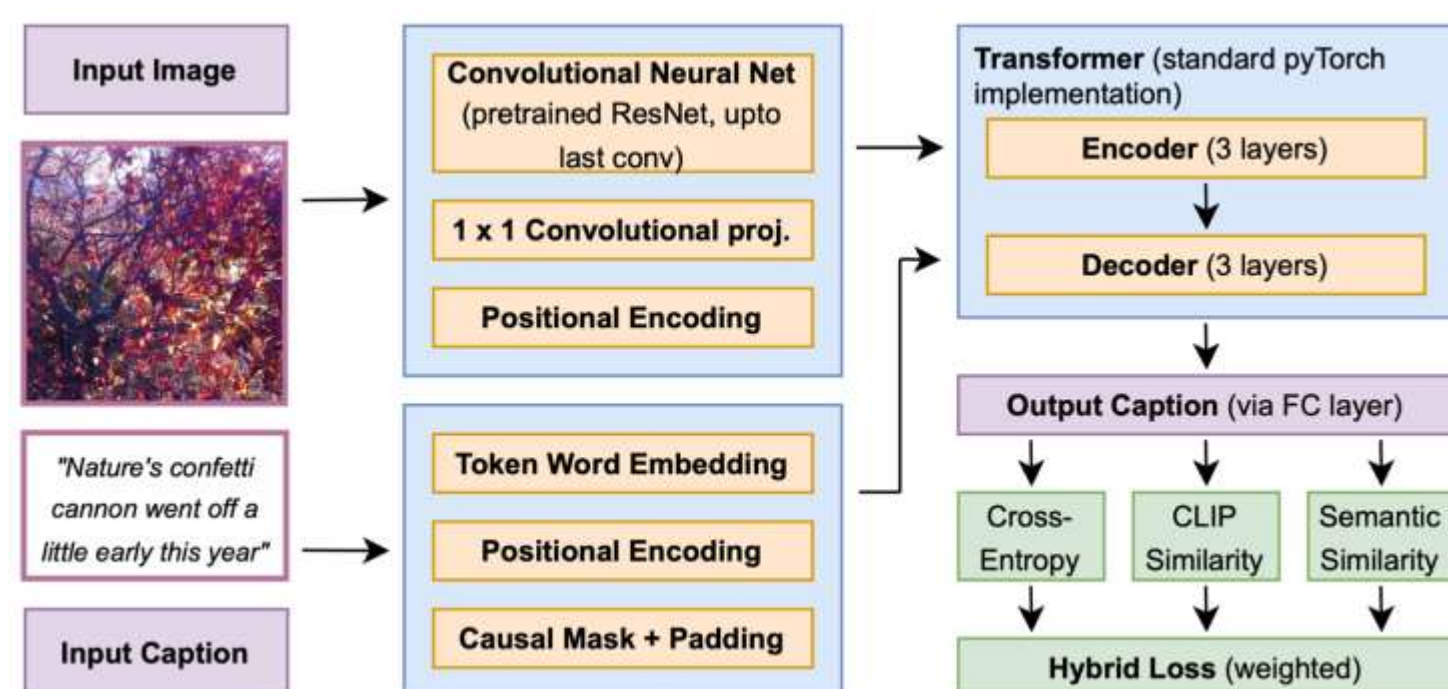 Input Image
"Nature's confetti
cannon went off a
little early this year"
Input Caption
Convolutional Neural Net
(pretrained ResNet, upto
last conv)
1 x 1 Convolutional proj.
Positional Encoding
Token Word Embedding
Positional Encoding
Causal Mask + Padding
Transformer (standard pyTorch
implementation)
Encoder (3 layers)
Decoder (3 layers)
Output Caption (via FC layer)
Cross-
Entropy
CLIP
Similarity
Semantic
Similarity
Hybrid Loss (weighted)